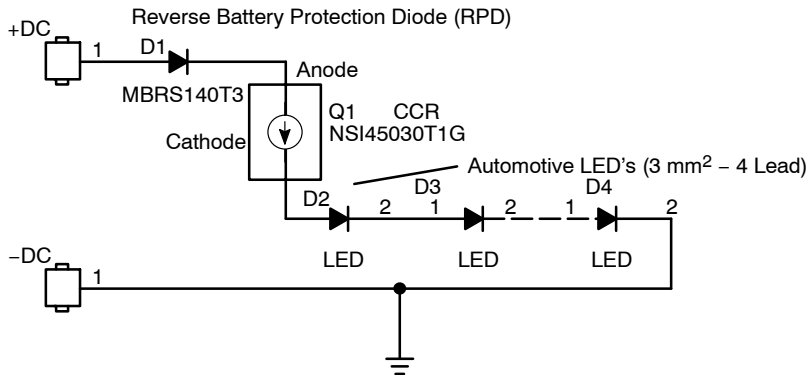 Reverse Battery Protection Diode (RPD)
+DC
1
D1
Anode
MBRS140T3
Q1 CCR
NSI45030T1G
Cathode
Automotive LED's (3 mm² – 4 Lead)
D2
2
1
D3
2
1
D4
2
LED
LED
LED
–DC
1